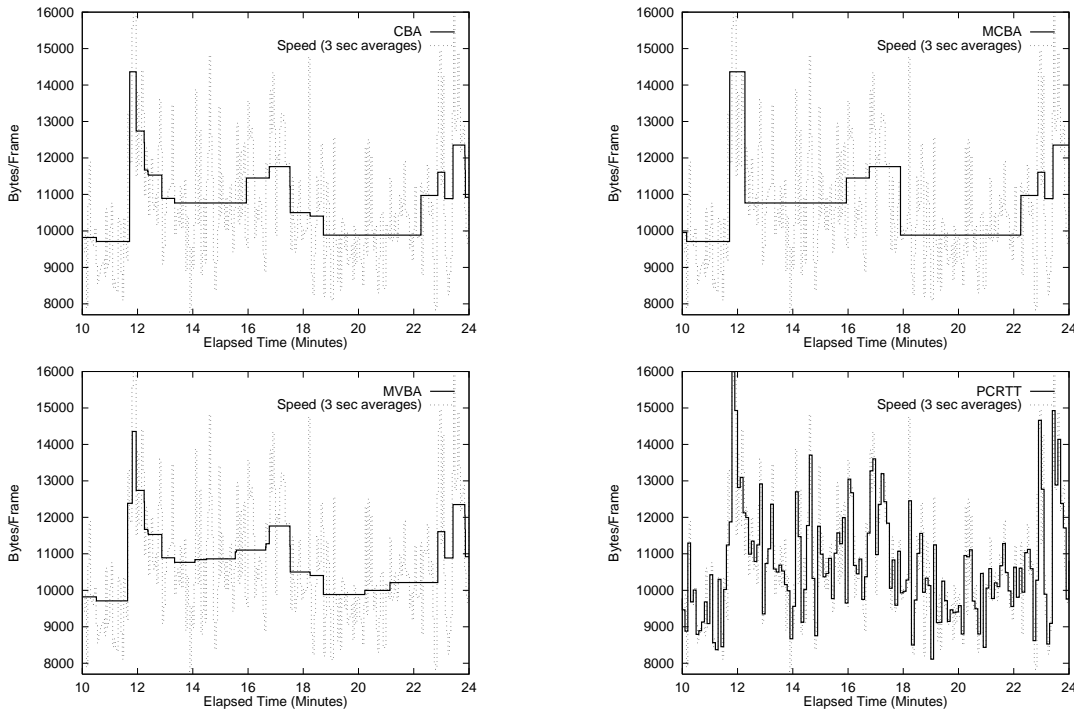 16000
15000
14000
13000
12000
11000
10000
9000
8000
Bytes/Frame
CBA
Speed (3 sec averages)
10 12 14 16 18 20 22 24
Elapsed Time (Minutes)
16000
15000
14000
13000
12000
11000
10000
9000
8000
Bytes/Frame
MCBA
Speed (3 sec averages)
10 12 14 16 18 20 22 24
Elapsed Time (Minutes)
16000
15000
14000
13000
12000
11000
10000
9000
8000
Bytes/Frame
MVBA
Speed (3 sec averages)
10 12 14 16 18 20 22 24
Elapsed Time (Minutes)
16000
15000
14000
13000
12000
11000
10000
9000
8000
Bytes/Frame
PCRTT
Speed (3 sec averages)
10 12 14 16 18 20 22 24
Elapsed Time (Minutes)